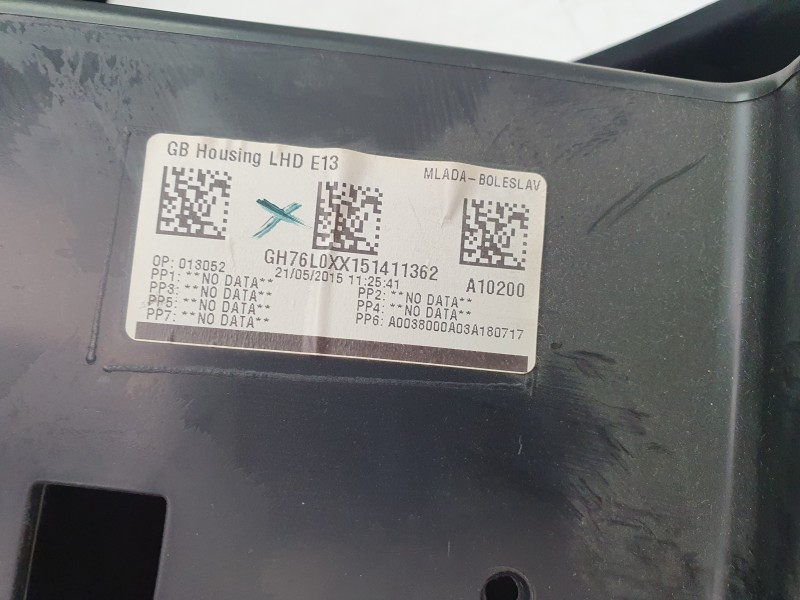 GB Housing LHD E13
MLADA-BOLESLAV
GH76L0XX151411362
A10200
OP: 013052
21/05/2015 11:25:41
PP1: **NO DATA**
PP2: **NO DATA**
PP3: **NO DATA**
PP4: **NO DATA**
PP5: **NO DATA**
PP6: A0038000A03A180717
PP7: **NO DATA**